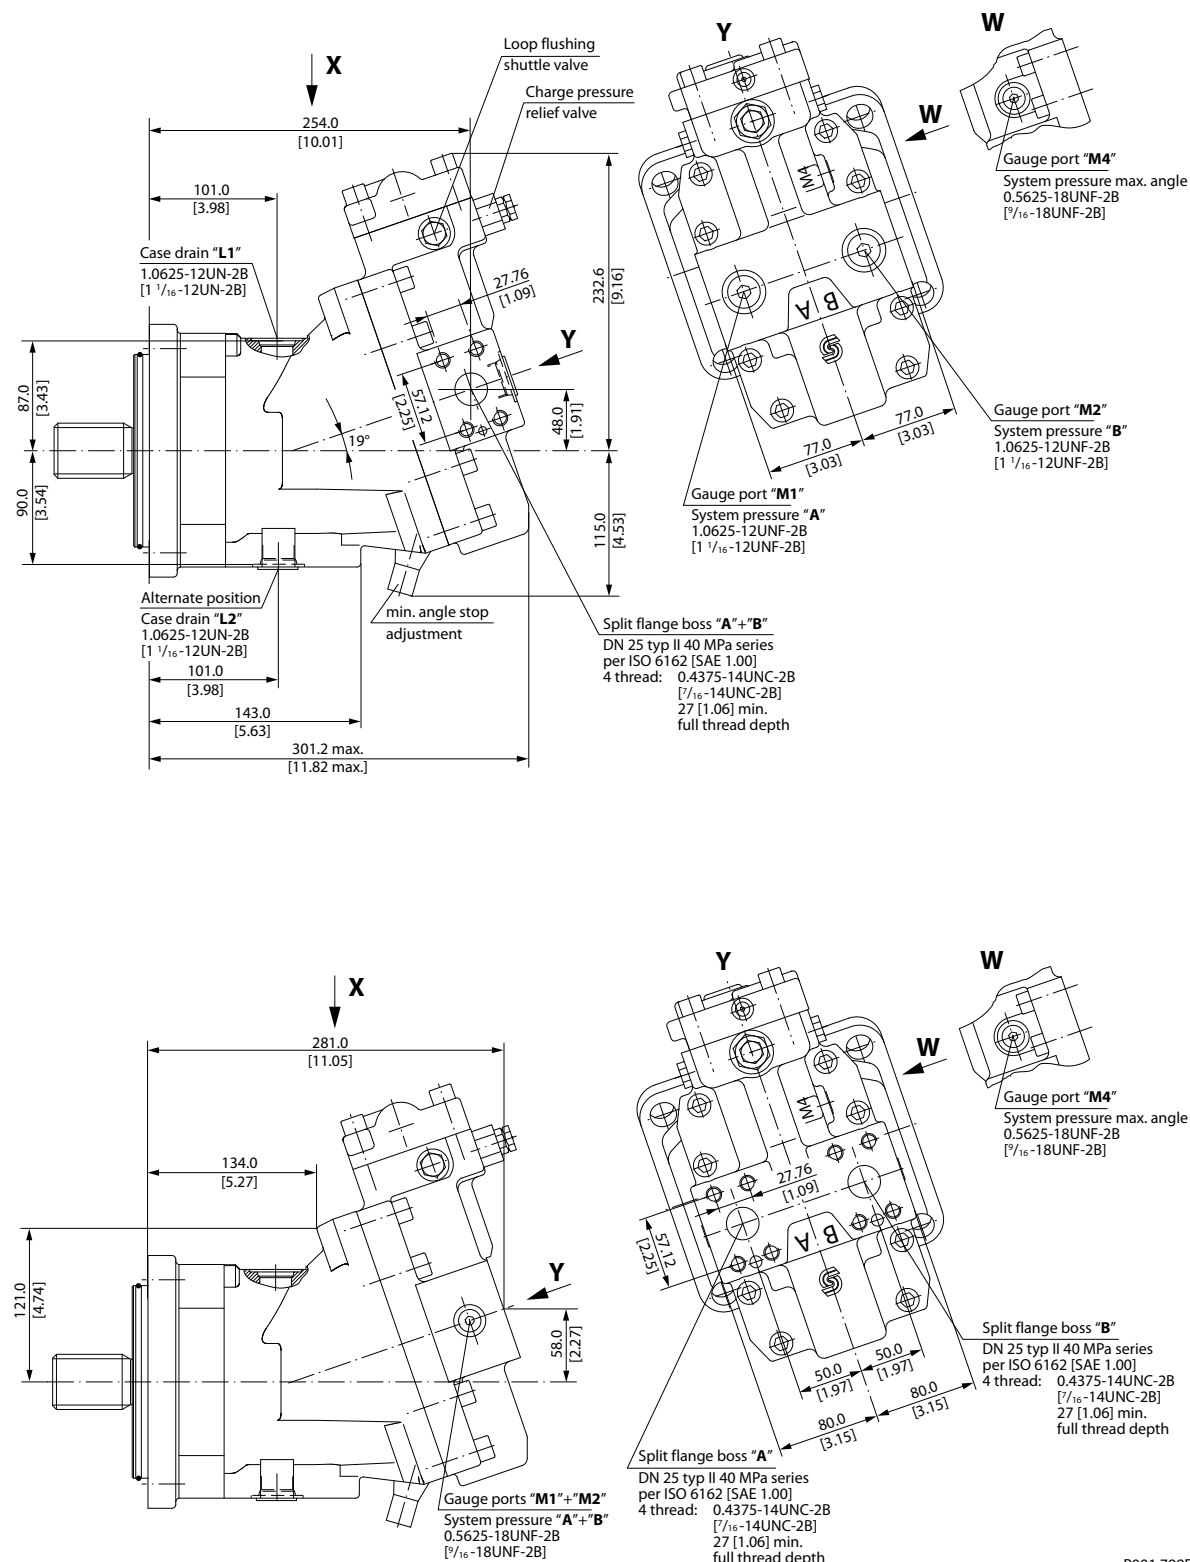 X
Loop flushing
shuttle valve
Charge pressure
relief valve
254.0
[10.01]
101.0
[3.98]
Case drain "L1"
1.0625-12UN-2B
[1 1/16-12UN-2B]
27.76
[1.09]
232.6
[9.16]
Y
87.0
[3.43]
57.12
[2.25]
48.0
[1.91]
19°
90.0
[3.54]
115.0
[4.53]
Alternate position
Case drain "L2"
1.0625-12UN-2B
[1 1/16-12UN-2B]
min. angle stop
adjustment
101.0
[3.98]
143.0
[5.63]
301.2 max.
[11.82 max.]
Split flange boss "A"+"B"
DN 25 typ II 40 MPa series
per ISO 6162 [SAE 1.00]
4 thread: 0.4375-14UNC-2B
[7/16-14UNC-2B]
27 [1.06] min.
full thread depth
Y
W
W
M4
B A
Gauge port "M4"
System pressure max. angle
0.5625-18UNF-2B
[9/16-18UNF-2B]
77.0
[3.03]
77.0
[3.03]
Gauge port "M2"
System pressure "B"
1.0625-12UNF-2B
[1 1/16-12UNF-2B]
Gauge port "M1"
System pressure "A"
1.0625-12UNF-2B
[1 1/16-12UNF-2B]
X
281.0
[11.05]
134.0
[5.27]
121.0
[4.74]
Y
58.0
[2.27]
Gauge ports "M1"+"M2"
System pressure "A"+"B"
0.5625-18UNF-2B
[9/16-18UNF-2B]
Y
W
W
M4
Gauge port "M4"
System pressure max. angle
0.5625-18UNF-2B
[9/16-18UNF-2B]
27.76
[1.09]
57.12
[2.25]
B A
50.0
[1.97]
50.0
[1.97]
80.0
[3.15]
80.0
[3.15]
Split flange boss "B"
DN 25 typ II 40 MPa series
per ISO 6162 [SAE 1.00]
4 thread: 0.4375-14UNC-2B
[7/16-14UNC-2B]
27 [1.06] min.
full thread depth
Split flange boss "A"
DN 25 typ II 40 MPa series
per ISO 6162 [SAE 1.00]
4 thread: 0.4375-14UNC-2B
[7/16-14UNC-2B]
27 [1.06] min.
full thread depth